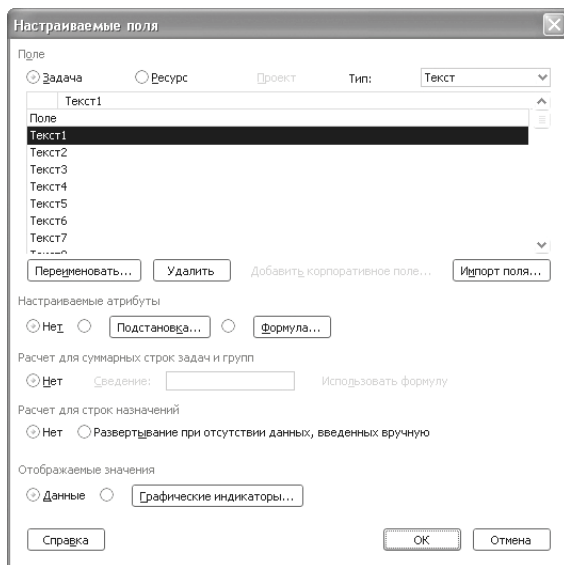 Настраиваемые поля
Поле
Задача Ресурс Проект Тип: Текст
Текст1
Поле
Текст1
Текст2
Текст3
Текст4
Текст5
Текст6
Текст7
Переименовать... Удалить Добавить корпоративное поле... Импорт поля...
Настраиваемые атрибуты
Нет Подстановка... Формула...
Расчет для суммарных строк задач и групп
Нет Сведение: Использовать формулу
Расчет для строк назначений
Нет Развертывание при отсутствии данных, введенных вручную
Отображаемые значения
Данные Графические индикаторы...
Справка ОК Отмена